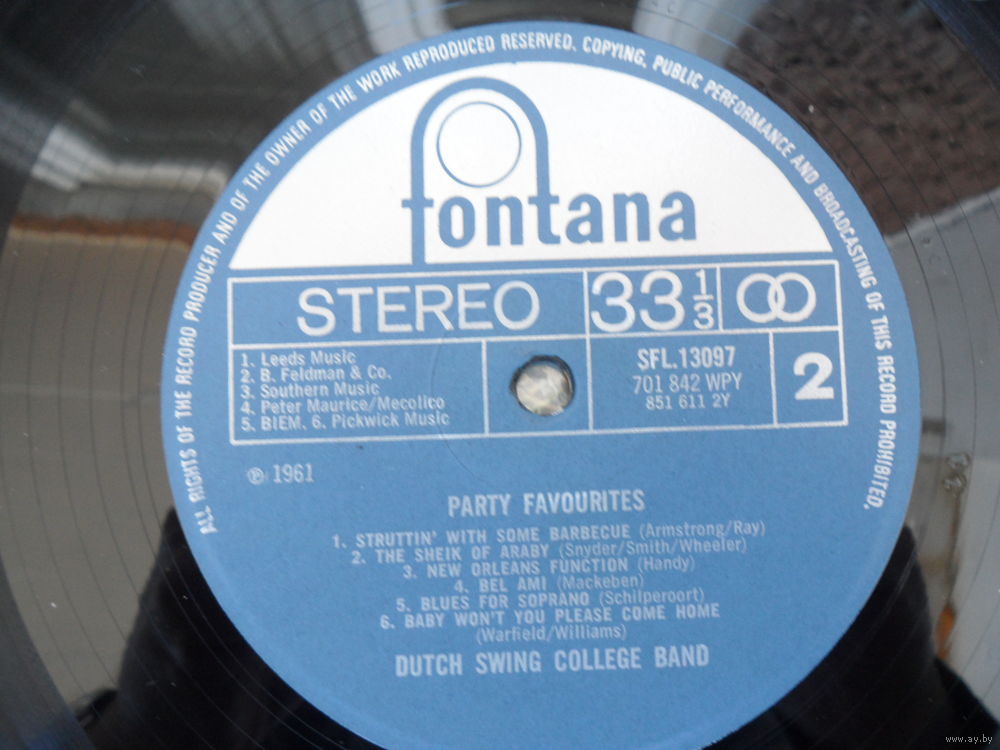 ALL RIGHTS OF THE RECORD PRODUCER AND OF THE OWNER OF THE WORK REPRODUCED RESERVED. COPYING, PUBLIC PERFORMANCE AND BROADCASTING OF THIS RECORD PROHIBITED.
fontana
STEREO 33 1/3
1. Leeds Music
2. B. Feldman & Co.
3. Southern Music
4. Peter Maurice/Mecolico
5. BIEM. 6. Pickwick Music
SFL.13097
701 842 WPY
851 611 2Y
2
℗ 1961
PARTY FAVOURITES
1. STRUTTIN' WITH SOME BARBECUE (Armstrong/Ray)
2. THE SHEIK OF ARABY (Snyder/Smith/Wheeler)
3. NEW ORLEANS FUNCTION (Handy)
4. BEL AMI (Mackeben)
5. BLUES FOR SOPRANO (Schilperoort)
6. BABY WON'T YOU PLEASE COME HOME
(Warfield/Williams)
DUTCH SWING COLLEGE BAND
www.ay.by